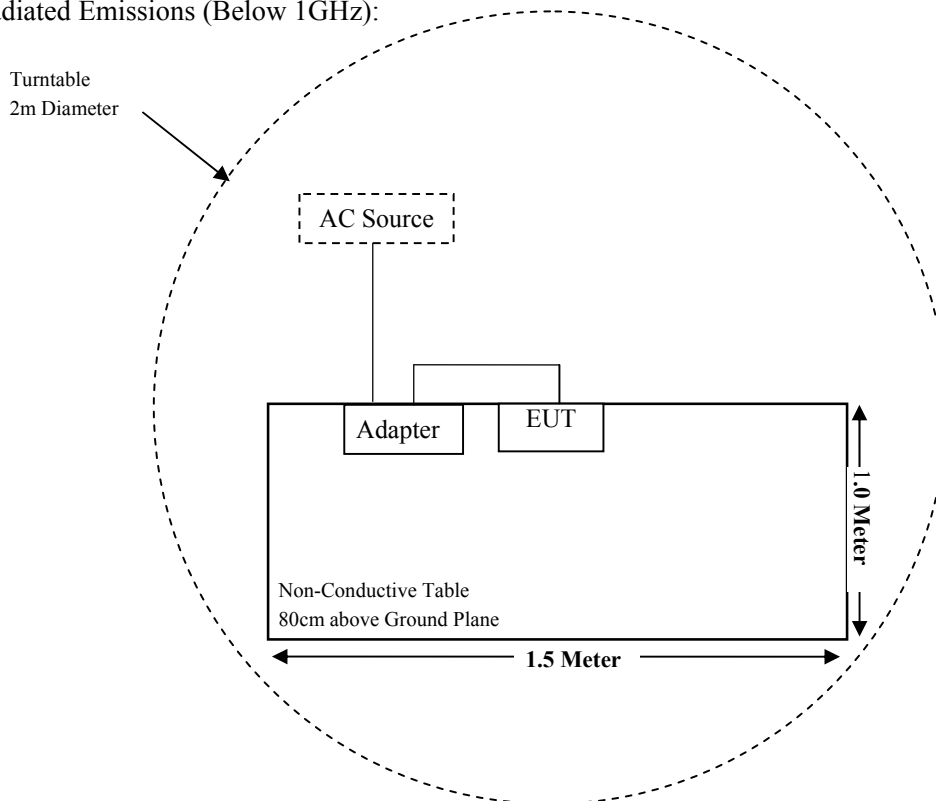 diated Emissions (Below 1GHz):
Turntable
2m Diameter
AC Source
Adapter
EUT
1.0 Meter
Non-Conductive Table
80cm above Ground Plane
1.5 Meter